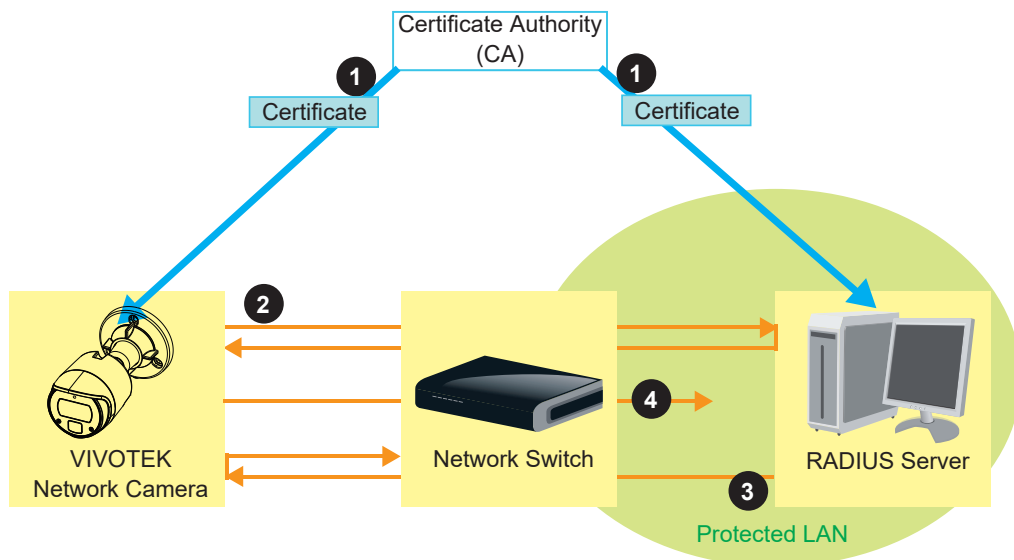 Certificate Authority
(CA)
1
1
Certificate
Certificate
2
4
VIVOTEK
Network Camera
Network Switch
RADIUS Server
3
Protected LAN